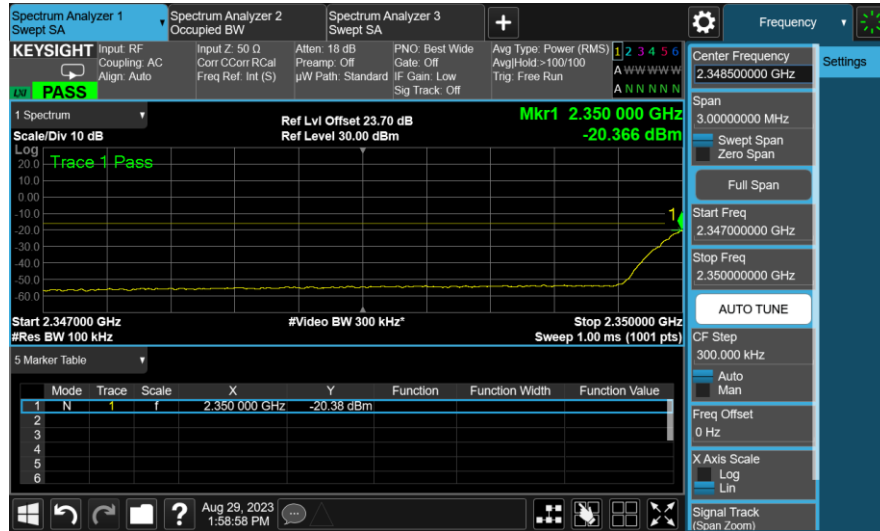 Spectrum Analyzer 1
Swept SA
Spectrum Analyzer 2
Occupied BW
Spectrum Analyzer 3
Swept SA
+
Frequency
KEYSIGHT
Input: RF
Coupling: AC
Align: Auto
Input Z: 50 Ω
Corr CCorr RCal
Freq Ref: Int (S)
Atten: 18 dB
Preamp: Off
µW Path: Standard
PNO: Best Wide
Gate: Off
IF Gain: Low
Sig Track: Off
Avg Type: Power (RMS)
Avg|Hold:>100/100
Trig: Free Run
1 2 3 4 5 6
A W W W W W
A N N N N N
LXI PASS
1 Spectrum
Scale/Div 10 dB
Ref Lvl Offset 23.70 dB
Ref Level 30.00 dBm
Mkr1 2.350 000 GHz
-20.366 dBm
Log
Trace 1 Pass
20.0
10.0
0.00
-10.0
-20.0
-30.0
-40.0
-50.0
-60.0
1
Start 2.347000 GHz
#Res BW 100 kHz
#Video BW 300 kHz*
Stop 2.350000 GHz
Sweep 1.00 ms (1001 pts)
5 Marker Table
Mode Trace Scale X Y Function Function Width Function Value
1 N 1 f 2.350 000 GHz -20.38 dBm
2
3
4
5
6
Center Frequency
2.348500000 GHz
Settings
Span
3.00000000 MHz
Swept Span
Zero Span
Full Span
Start Freq
2.347000000 GHz
Stop Freq
2.350000000 GHz
AUTO TUNE
CF Step
300.000 kHz
Auto
Man
Freq Offset
0 Hz
X Axis Scale
Log
Lin
Signal Track
(Span Zoom)
?
Aug 29, 2023
1:58:58 PM